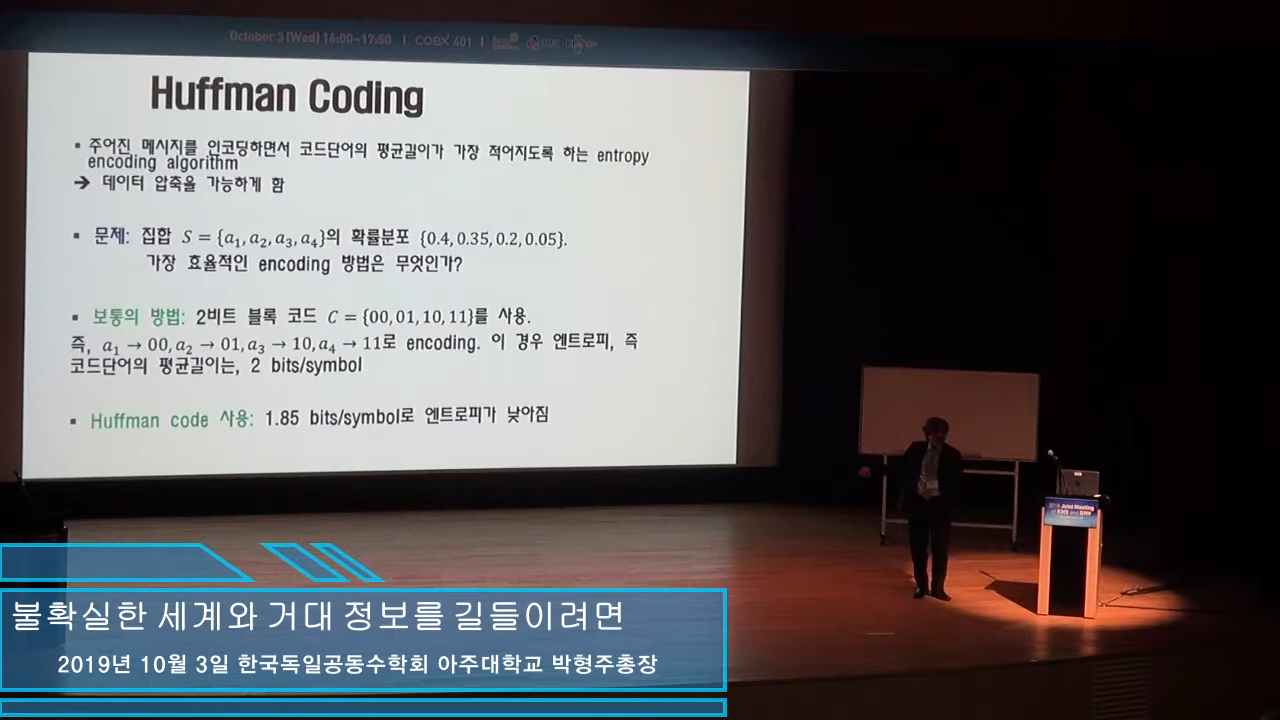 October 3 (Wed) 16:00~17:50 | coex 401 |
Huffman Coding
▪ 주어진 메시지를 인코딩하면서 코드단어의 평균길이가 가장 적어지도록 하는 entropy
encoding algorithm
➔ 데이터 압축을 가능하게 함
▪ 문제: 집합 S = {a₁, a₂, a₃, a₄}의 확률분포 {0.4, 0.35, 0.2, 0.05}.
가장 효율적인 encoding 방법은 무엇인가?
▪ 보통의 방법: 2비트 블록 코드 C = {00, 01, 10, 11}를 사용.
즉, a₁ → 00, a₂ → 01, a₃ → 10, a₄ → 11로 encoding. 이 경우 엔트로피, 즉
코드단어의 평균길이는, 2 bits/symbol
▪ Huffman code 사용: 1.85 bits/symbol로 엔트로피가 낮아짐
Joint Meeting
of KMS and DMV
불확실한 세계와 거대 정보를 길들이려면
2019년 10월 3일 한국독일공동수학회 아주대학교 박형주총장